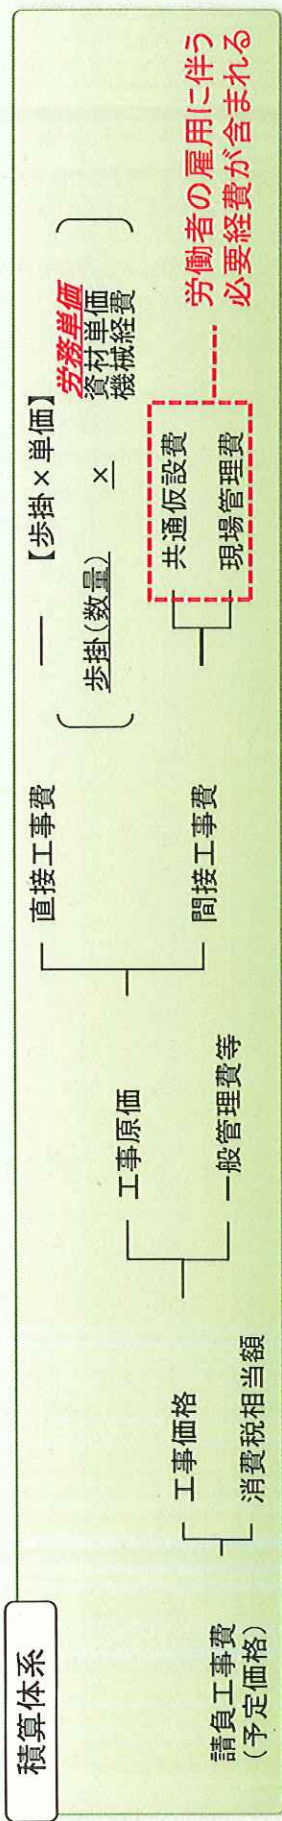 積算体系
請負工事費
(予定価格)
工事価格
消費税相当額
工事原価
一般管理費等
直接工事費
間接工事費
【歩掛×単価】
歩掛(数量)
×
労務単価
資材単価
機械経費
共通仮設費
現場管理費
労働者の雇用に伴う
必要経費が含まれる